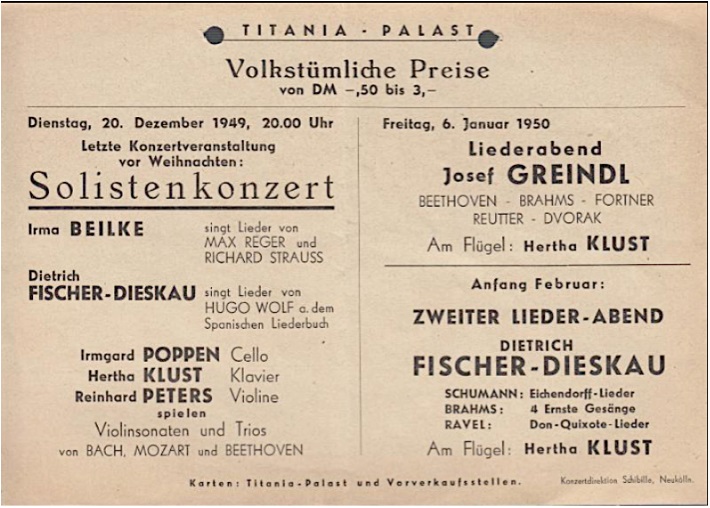 TITANIA - PALAST
Volkstümliche Preise
von DM -,50 bis 3,-
Dienstag, 20. Dezember 1949, 20.00 Uhr
Letzte Konzertveranstaltung
vor Weihnachten:
Solistenkonzert
Irma BEILKE singt Lieder von
MAX REGER und
RICHARD STRAUSS
Dietrich
FISCHER-DIESKAU singt Lieder von
HUGO WOLF a. dem
Spanischen Liederbuch
Irmgard POPPEN Cello
Hertha KLUST Klavier
Reinhard PETERS Violine
spielen
Violinsonaten und Trios
von BACH, MOZART und BEETHOVEN
Freitag, 6. Januar 1950
Liederabend
Josef GREINDL
BEETHOVEN - BRAHMS - FORTNER
REUTTER - DVORAK
Am Flügel: Hertha KLUST
Anfang Februar:
ZWEITER LIEDER-ABEND
DIETRICH
FISCHER-DIESKAU
SCHUMANN: Eichendorff-Lieder
BRAHMS: 4 Ernste Gesänge
RAVEL: Don-Quixote-Lieder
Am Flügel: Hertha KLUST
Karten: Titania-Palast und Vorverkaufsstellen.
Konzertdirektion Schibille, Neukölln.